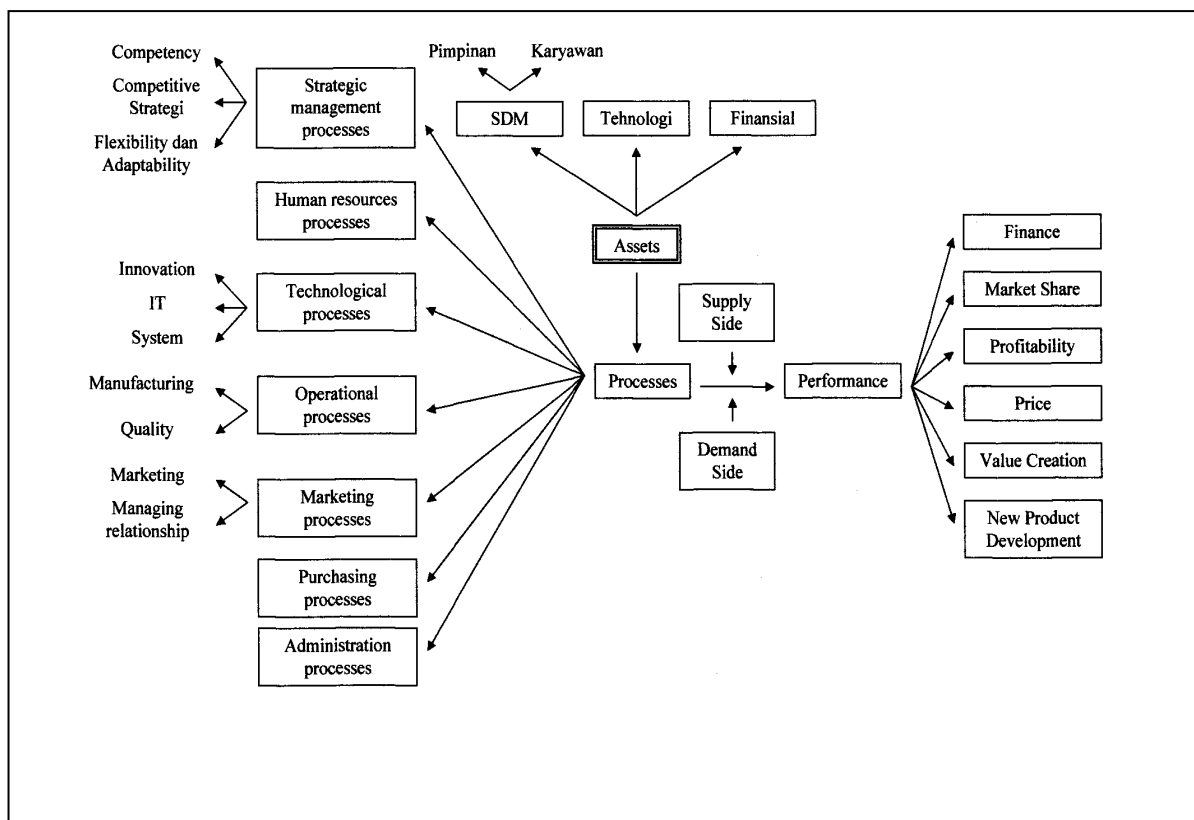 Competency
Competitive
Strategi
Flexibility dan
Adaptability
Strategic
management
processes
Pimpinan
Karyawan
SDM
Tehnologi
Finansial
Human resources
processes
Assets
Innovation
IT
System
Technological
processes
Supply
Side
Manufacturing
Quality
Operational
processes
Processes
Performance
Demand
Side
Marketing
Managing
relationship
Marketing
processes
Purchasing
processes
Administration
processes
Finance
Market Share
Profitability
Price
Value Creation
New Product
Development